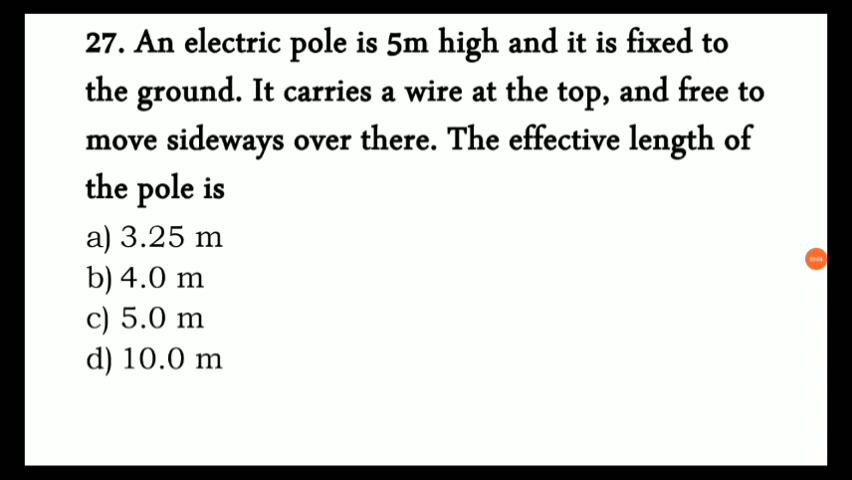 27. An electric pole is 5m high and it is fixed to
the ground. It carries a wire at the top, and free to
move sideways over there. The effective length of
the pole is
a) 3.25 m
b) 4.0 m
c) 5.0 m
d) 10.0 m